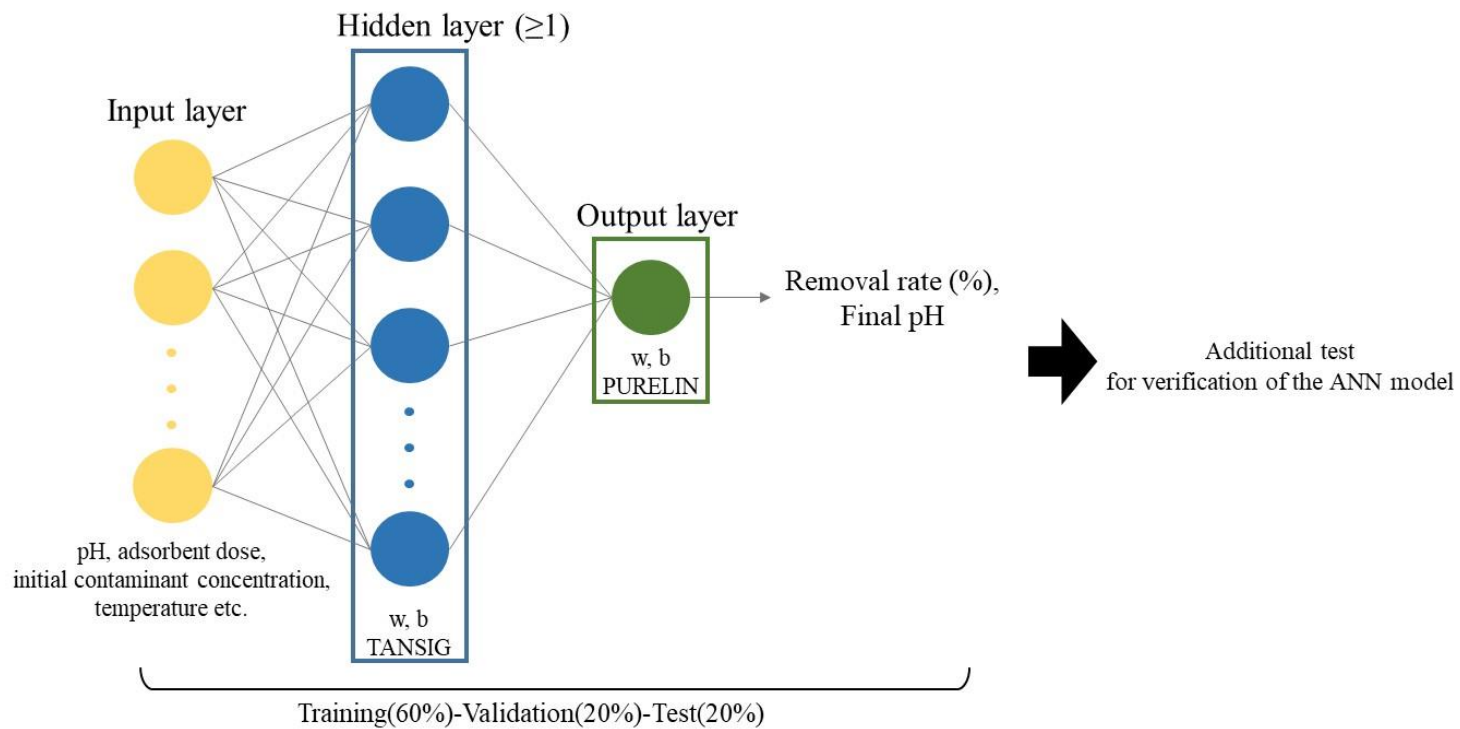 Hidden layer (≥1)
Input layer
Output layer
Removal rate (%),
Final pH
w, b
PURELIN
Additional test
for verification of the ANN model
pH, adsorbent dose,
initial contaminant concentration,
temperature etc.
w, b
TANSIG
Training(60%)-Validation(20%)-Test(20%)